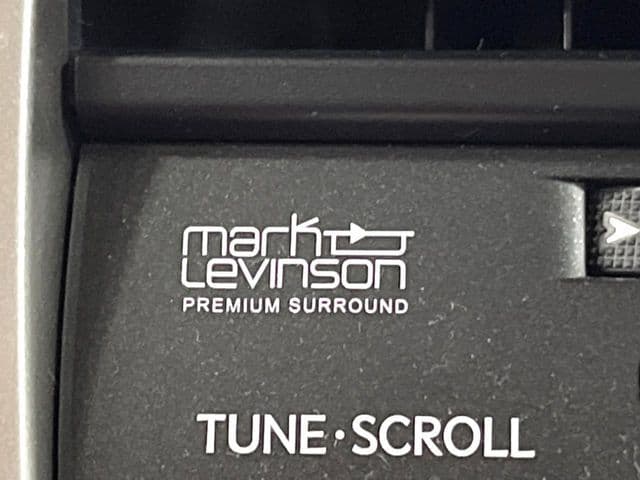 mark
Levinson
PREMIUM SURROUND
TUNE·SCROLL